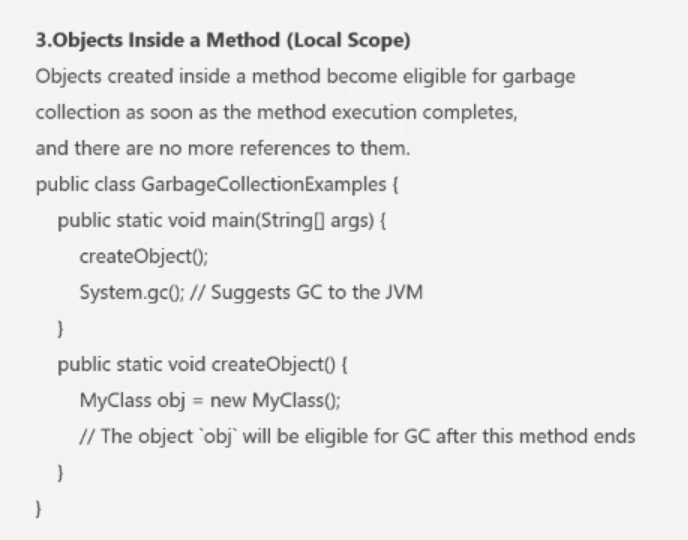 3.Objects Inside a Method (Local Scope)
Objects created inside a method become eligible for garbage
collection as soon as the method execution completes,
and there are no more references to them.
public class GarbageCollectionExamples {
    public static void main(String[] args) {
        createObject();
        System.gc(); // Suggests GC to the JVM
    }
    public static void createObject() {
        MyClass obj = new MyClass();
        // The object `obj` will be eligible for GC after this method ends
    }
}